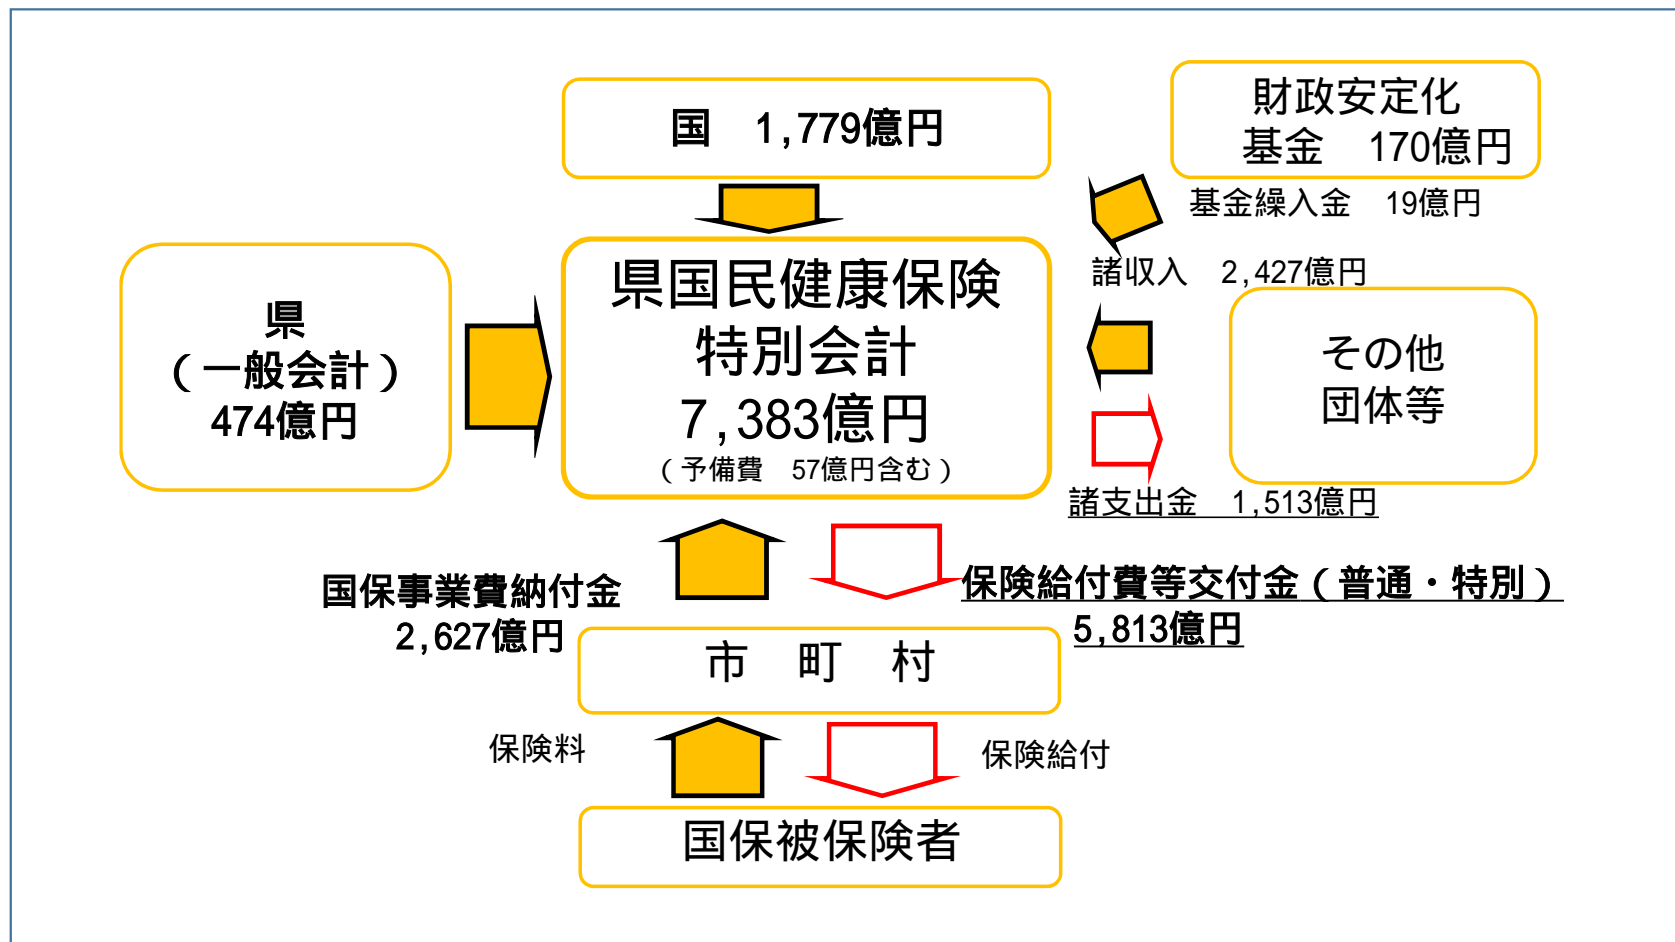 国　1,779億円
財政安定化
基金　170億円
基金繰入金　19億円
諸収入　2,427億円
県
（一般会計）
474億円
県国民健康保険
特別会計
7,383億円
（予備費　57億円含む）
その他
団体等
諸支出金　1,513億円
国保事業費納付金
2,627億円
保険給付費等交付金（普通・特別）
5,813億円
市　町　村
保険料
保険給付
国保被保険者